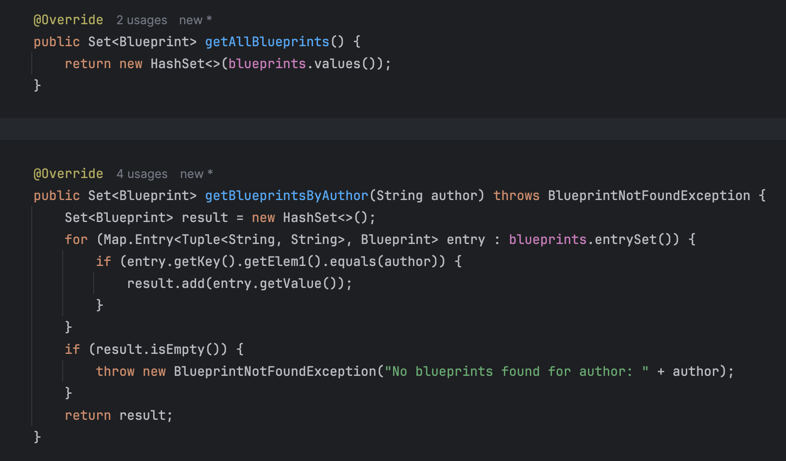 @Override 2 usages new *
public Set<Blueprint> getAllBlueprints() {
return new HashSet<>(blueprints.values());
}
@Override 4 usages new *
public Set<Blueprint> getBlueprintsByAuthor(String author) throws BlueprintNotFoundException {
Set<Blueprint> result = new HashSet<>();
for (Map.Entry<Tuple<String, String>, Blueprint> entry : blueprints.entrySet()) {
if (entry.getKey().getElem1().equals(author)) {
result.add(entry.getValue());
}
}
if (result.isEmpty()) {
throw new BlueprintNotFoundException("No blueprints found for author: " + author);
}
return result;
}